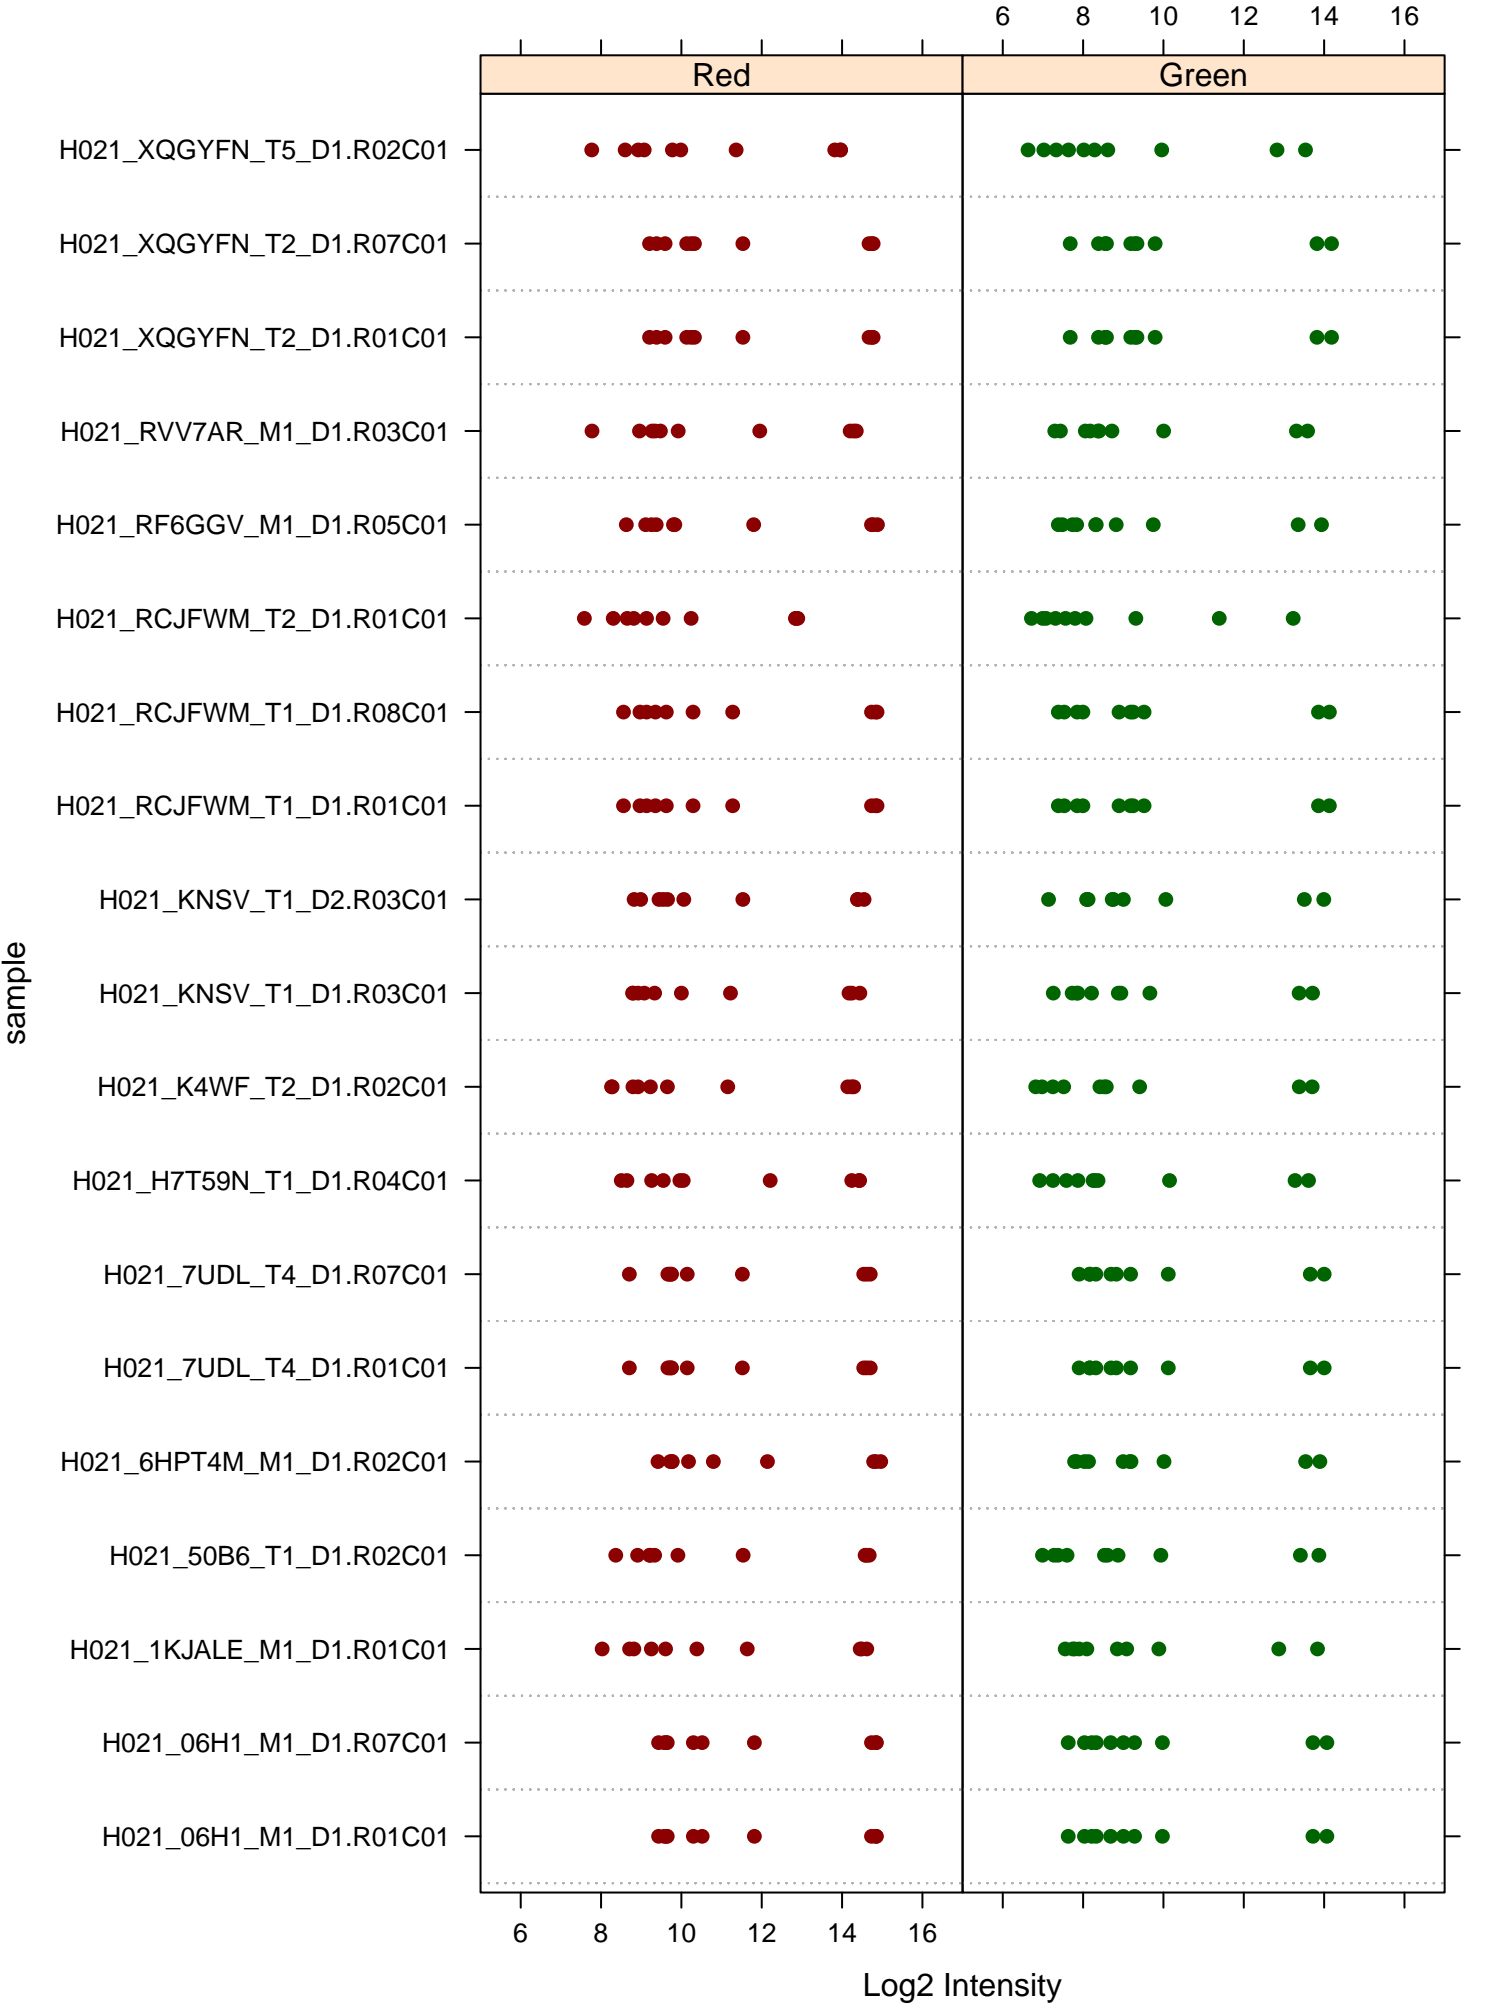 6 8 10 12 14 16
Red Green
H021_XQGYFN_T5_D1.R02C01
H021_XQGYFN_T2_D1.R07C01
H021_XQGYFN_T2_D1.R01C01
H021_RVV7AR_M1_D1.R03C01
H021_RF6GGV_M1_D1.R05C01
H021_RCJFWM_T2_D1.R01C01
H021_RCJFWM_T1_D1.R08C01
H021_RCJFWM_T1_D1.R01C01
H021_KNSV_T1_D2.R03C01
H021_KNSV_T1_D1.R03C01
H021_K4WF_T2_D1.R02C01
H021_H7T59N_T1_D1.R04C01
H021_7UDL_T4_D1.R07C01
H021_7UDL_T4_D1.R01C01
H021_6HPT4M_M1_D1.R02C01
H021_50B6_T1_D1.R02C01
H021_1KJALE_M1_D1.R01C01
H021_06H1_M1_D1.R07C01
H021_06H1_M1_D1.R01C01
sample
6 8 10 12 14 16
Log2 Intensity